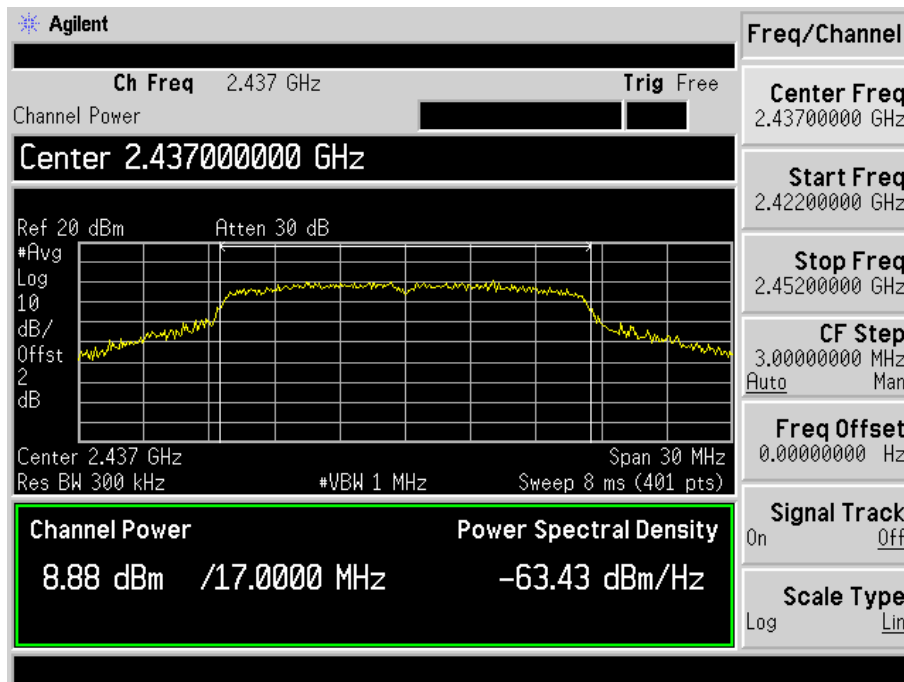 Agilent
Ch Freq 2.437 GHz Trig Free
Channel Power
Center 2.437000000 GHz
Ref 20 dBm Atten 30 dB
#Avg
Log
10
dB/
Offst
2
dB
Center 2.437 GHz Span 30 MHz
Res BW 300 kHz #VBW 1 MHz Sweep 8 ms (401 pts)
Channel Power Power Spectral Density
8.88 dBm /17.0000 MHz -63.43 dBm/Hz
Freq/Channel
Center Freq
2.43700000 GHz
Start Freq
2.42200000 GHz
Stop Freq
2.45200000 GHz
CF Step
3.00000000 MHz
Auto Man
Freq Offset
0.00000000 Hz
Signal Track
On Off
Scale Type
Log Lin